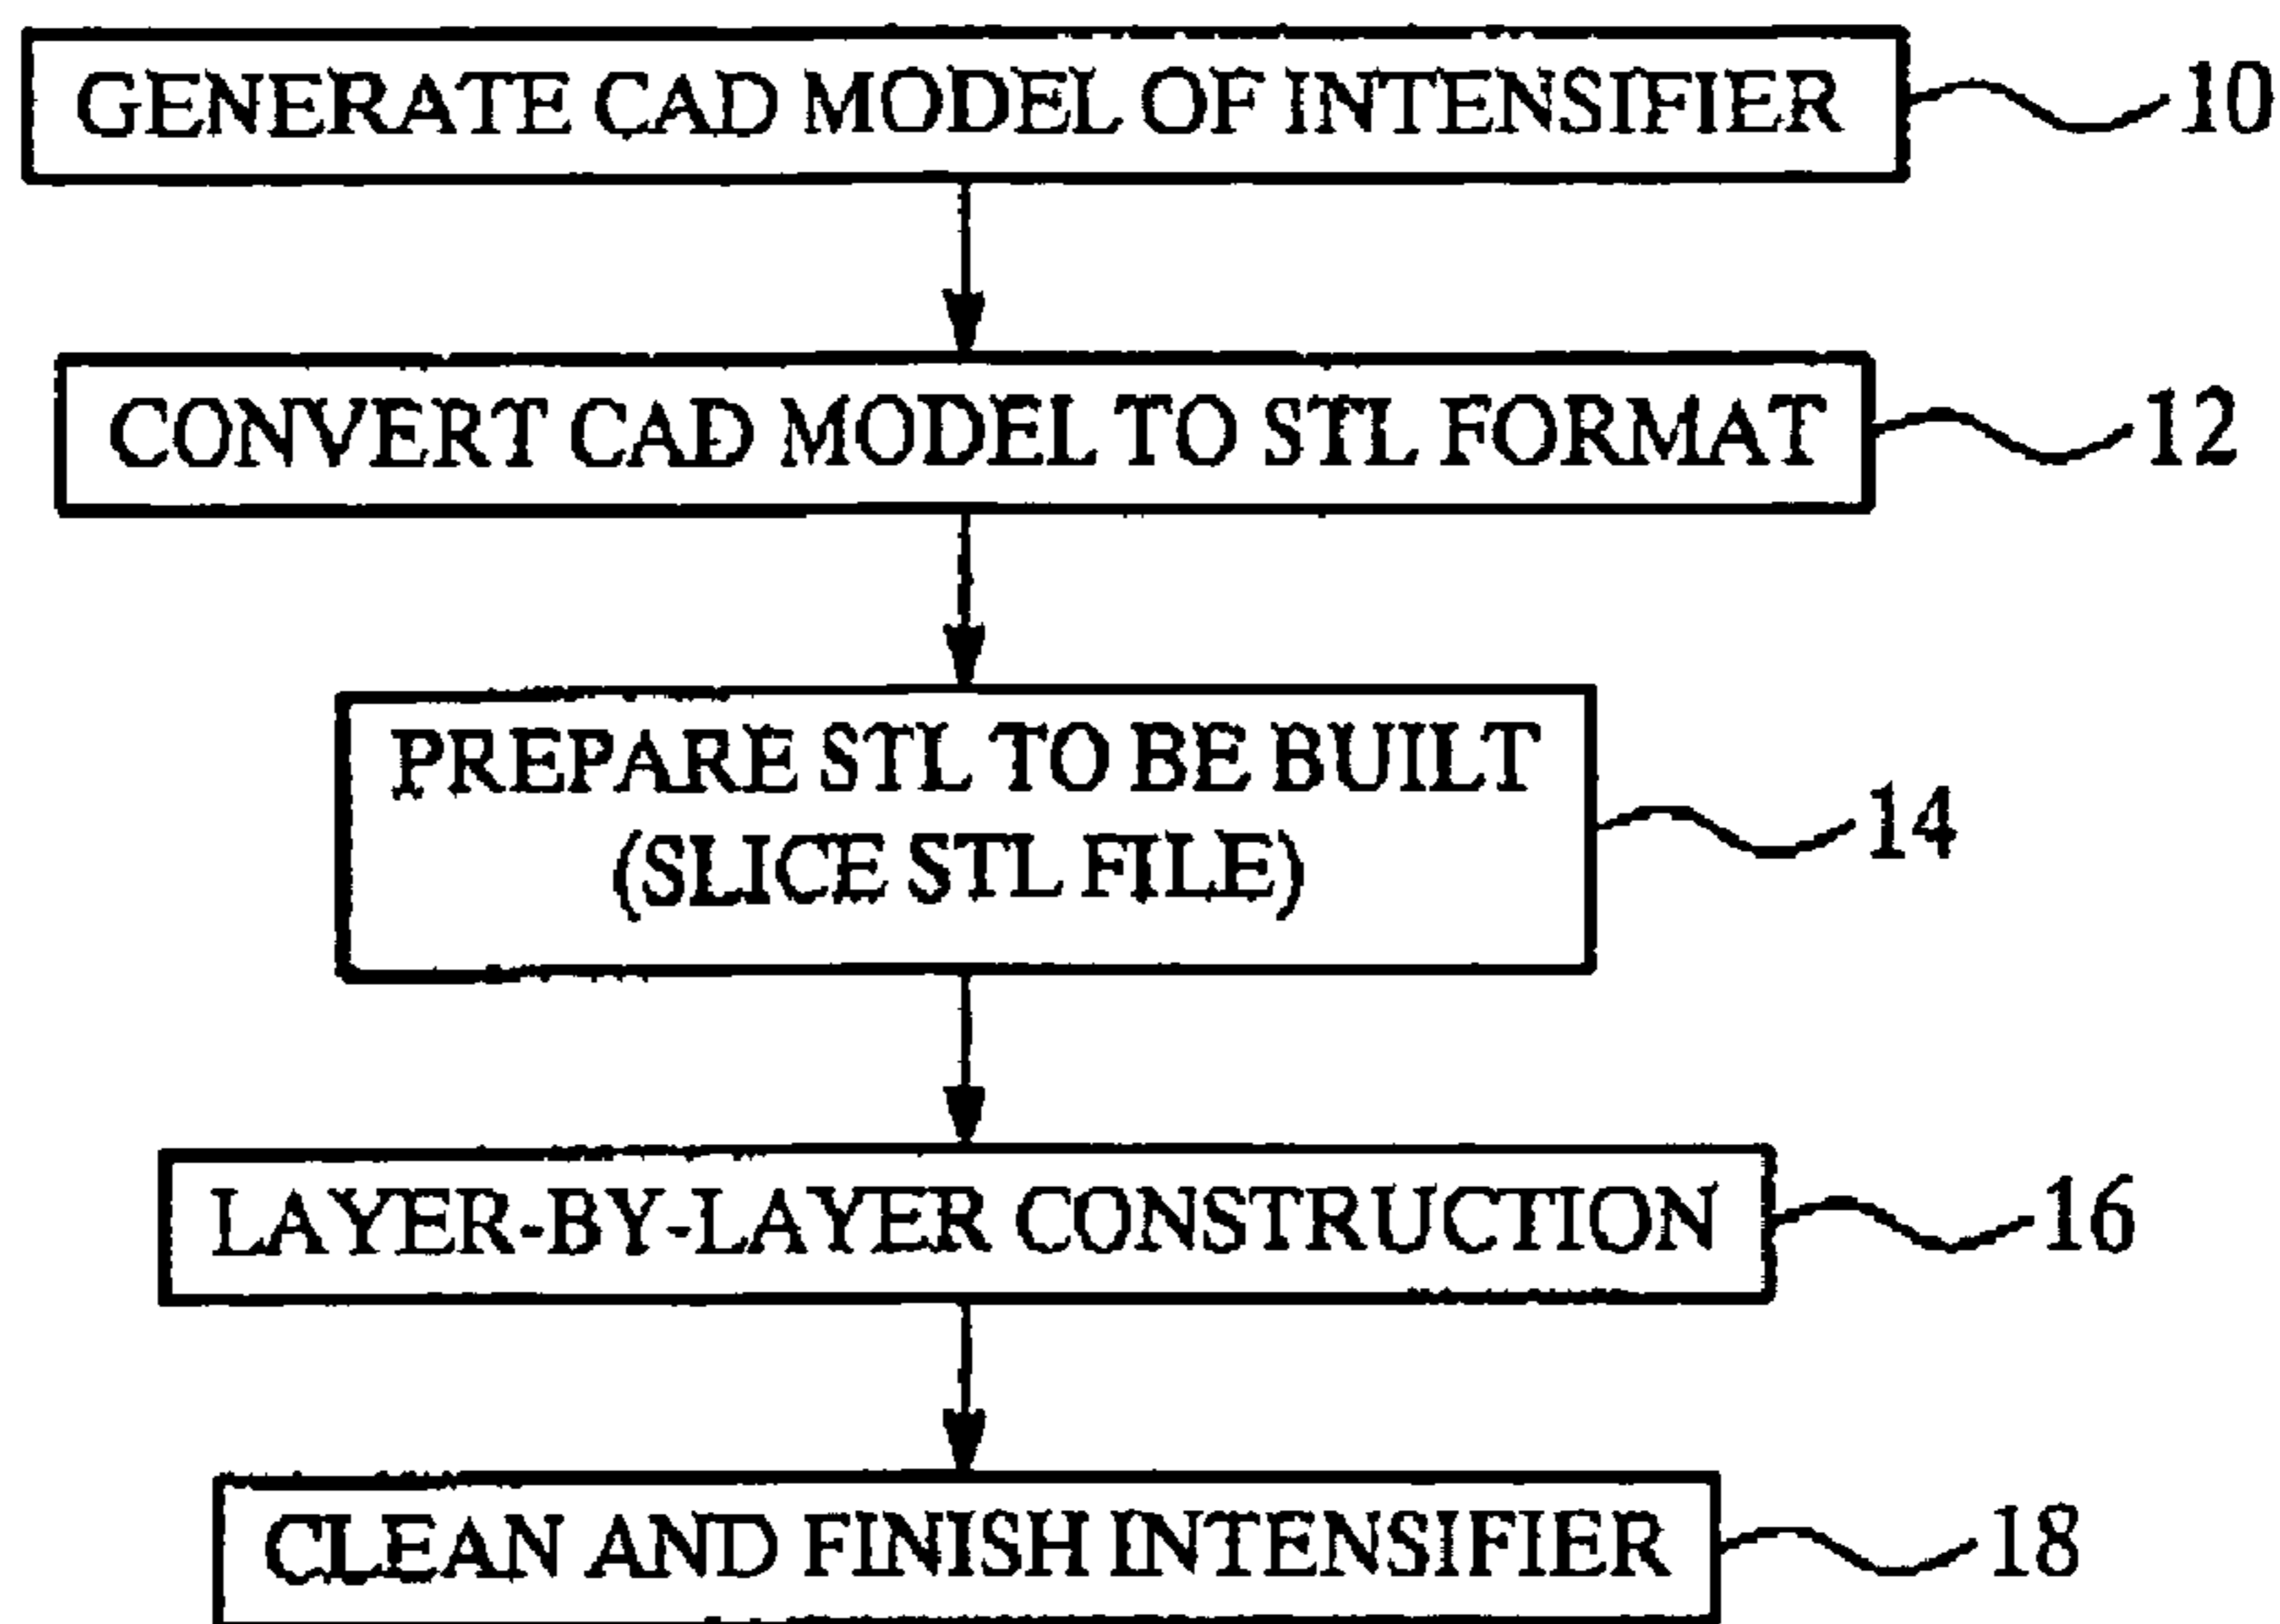 GENERATE CAD MODEL OF INTENSIFIER 10
CONVERT CAD MODEL TO STL FORMAT 12
PREPARE STL TO BE BUILT
(SLICE STL FILE) 14
LAYER-BY-LAYER CONSTRUCTION 16
CLEAN AND FINISH INTENSIFIER 18